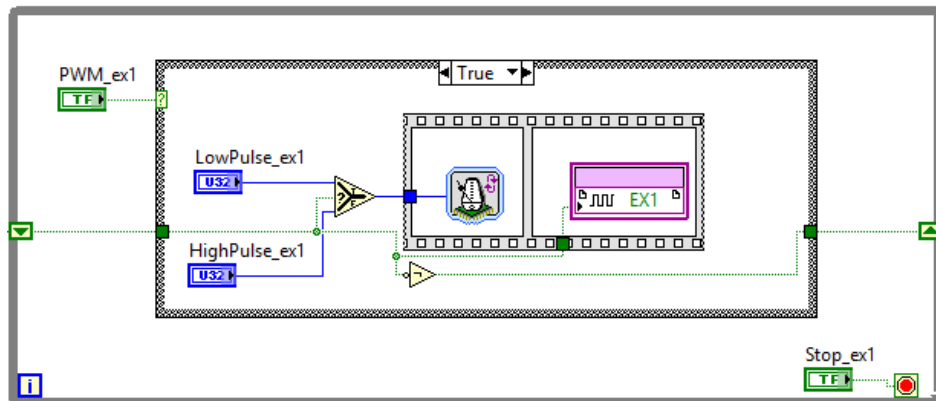 True
PWM_ex1
TF
?
LowPulse_ex1
U32
?
T
F
EX1
HighPulse_ex1
U32
¬
Stop_ex1
TF
i